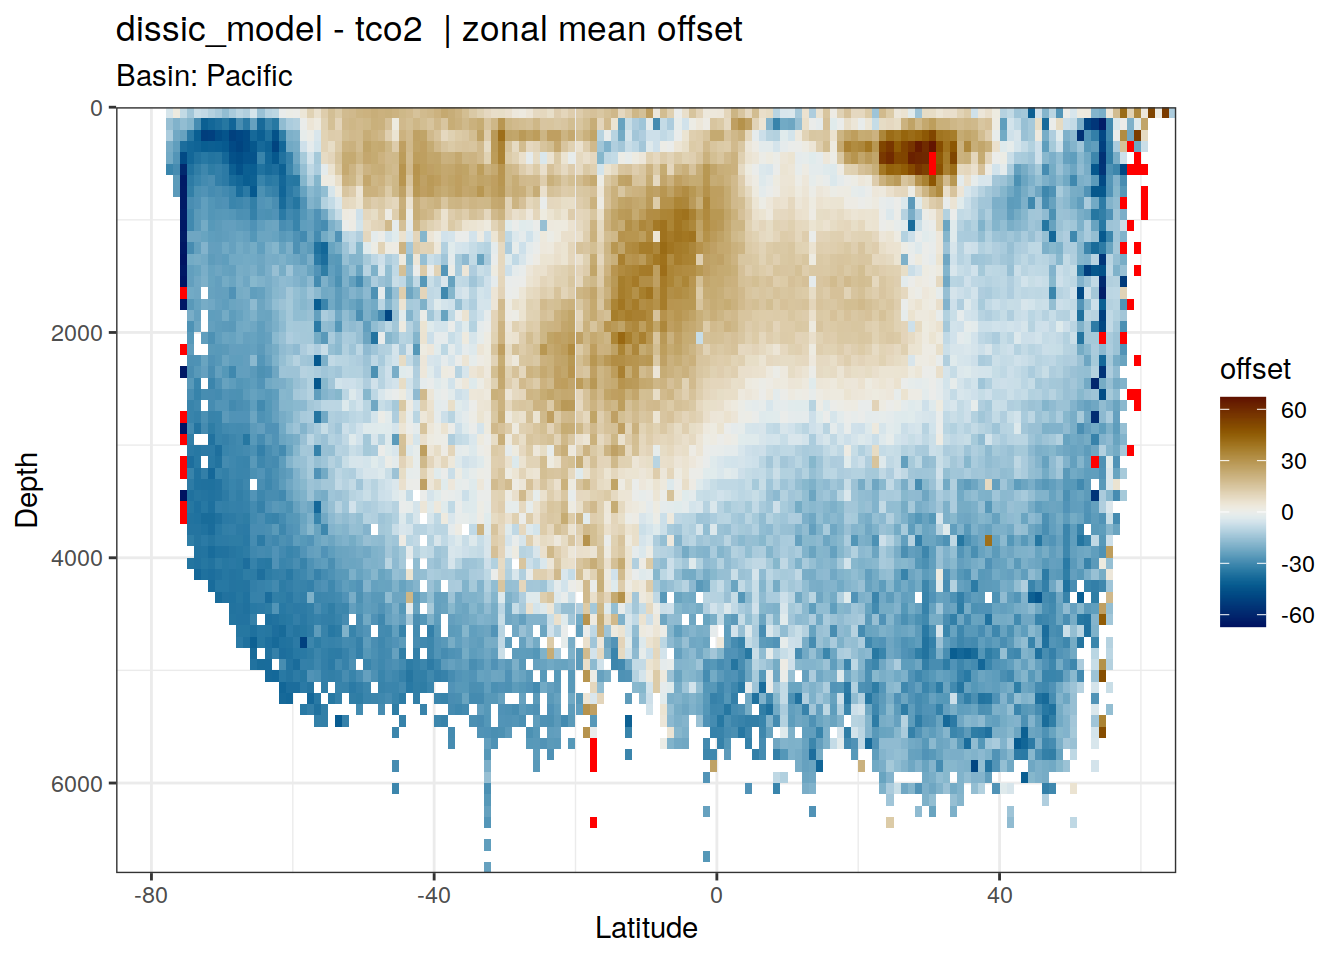 dissic_model - tco2 | zonal mean offset
Basin: Pacific
0
2000
4000
6000
Depth
-80
-40
0
40
Latitude
offset
60
30
0
-30
-60